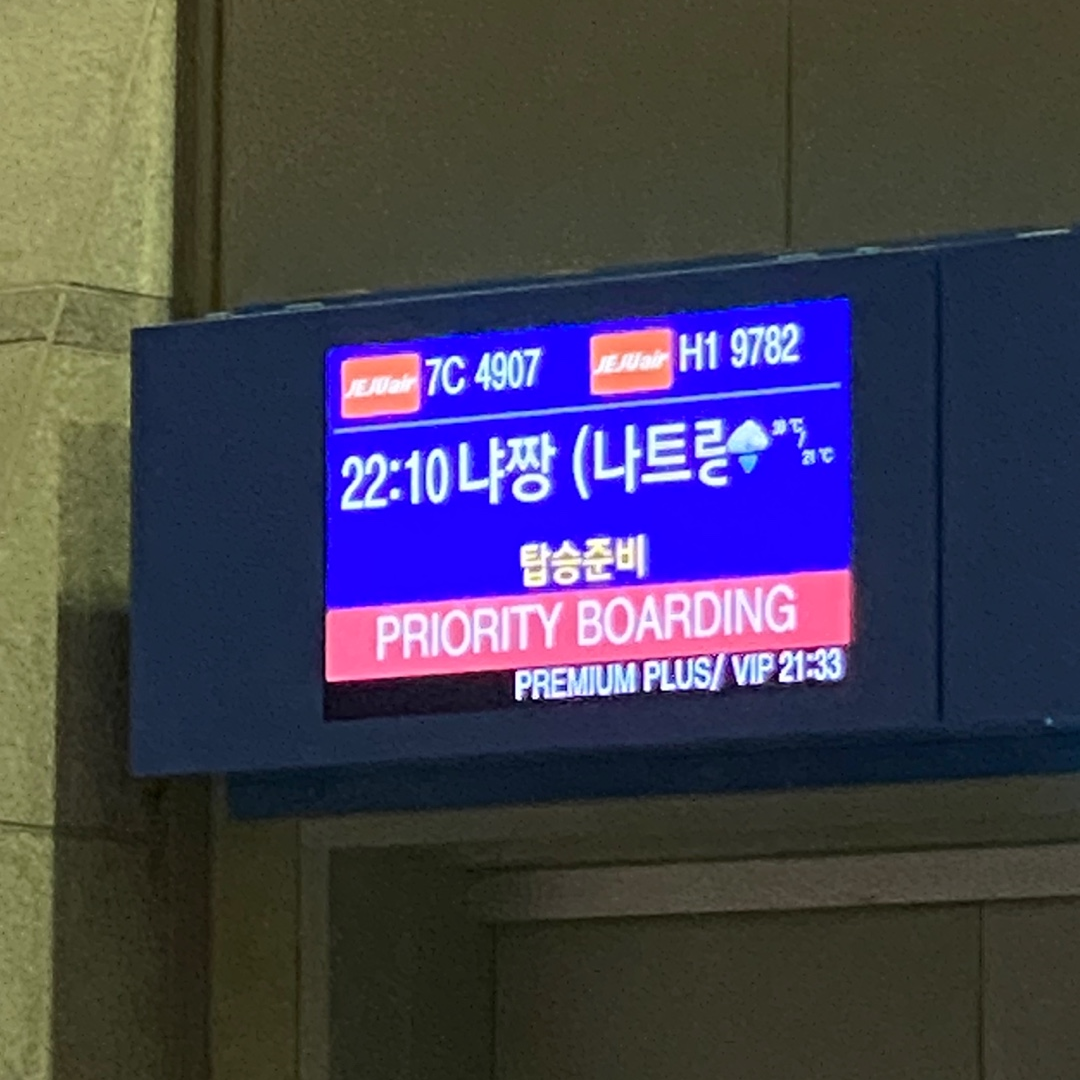 JEJUair 7C 4907 JEJUair H1 9782
22:10 냐짱 (나트랑
탑승준비
PRIORITY BOARDING
PREMIUM PLUS/ VIP 21:33